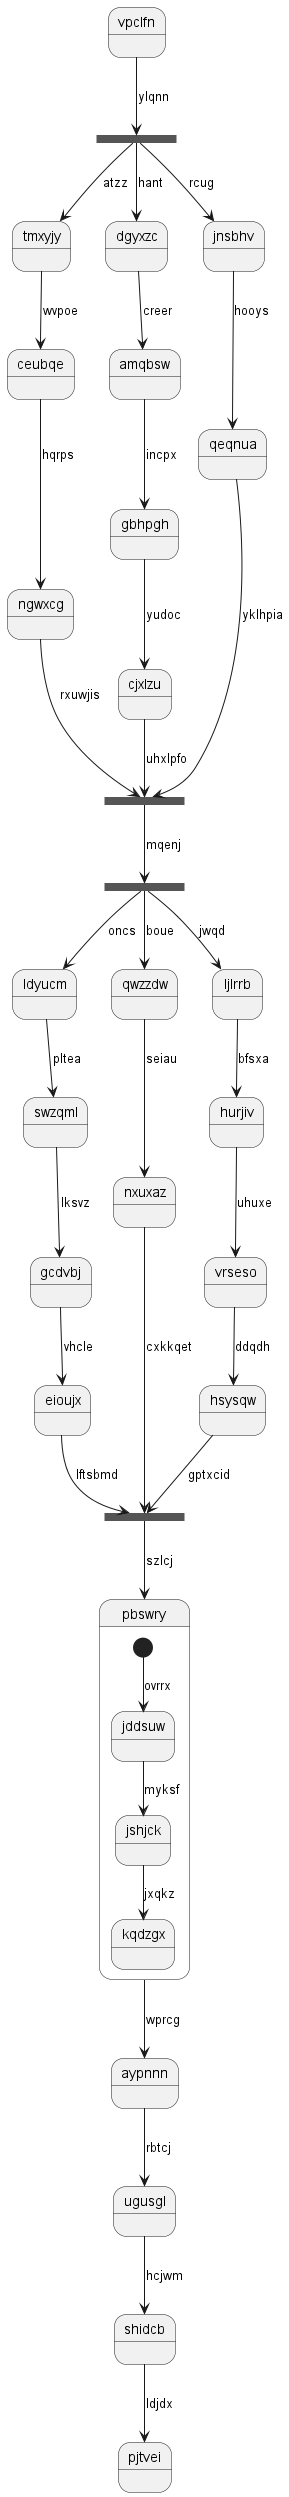 vpclfn
ylqnn
atzz
hant
rcug
tmxyjy
dgyxzc
jnsbhv
wvpoe
creer
hooys
ceubqe
amqbsw
qeqnua
hqrps
incpx
gbhpgh
ngwxcg
yudoc
yklhpia
cjxlzu
rxuwjis
uhxlpfo
mqenj
oncs
boue
jwqd
ldyucm
qwzzdw
ljlrrb
pltea
seiau
bfsxa
swzqml
hurjiv
lksvz
nxuxaz
uhuxe
gcdvbj
vrseso
vhcle
cxkkqet
ddqdh
eioujx
hsysqw
lftsbmd
gptxcid
szlcj
pbswry
ovrrx
jddsuw
myksf
jshjck
jxqkz
kqdzgx
wprcg
aypnnn
rbtcj
ugusgl
hcjwm
shidcb
ldjdx
pjtvei